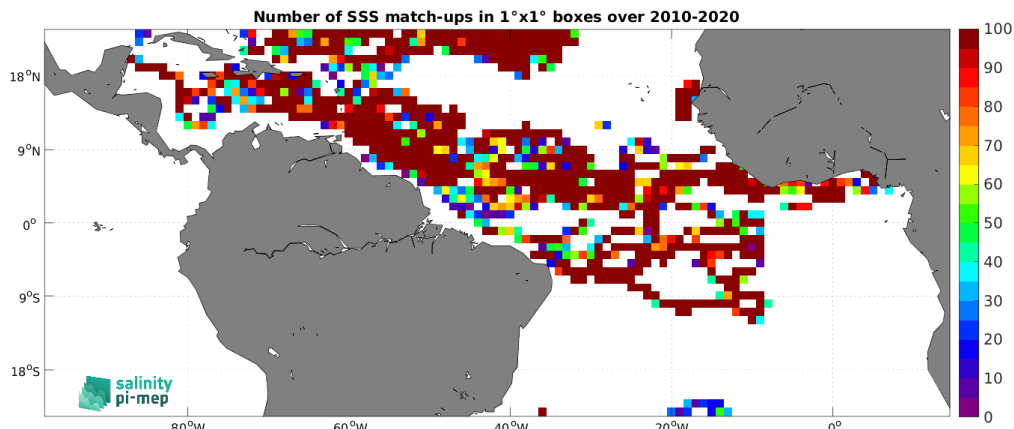 Number of SSS match-ups in 1°x1° boxes over 2010-2020
100
90
80
70
60
50
40
30
20
10
0
18°N
9°N
0°
9°S
18°S
80°W
60°W
40°W
20°W
0°
salinity
pi-mep